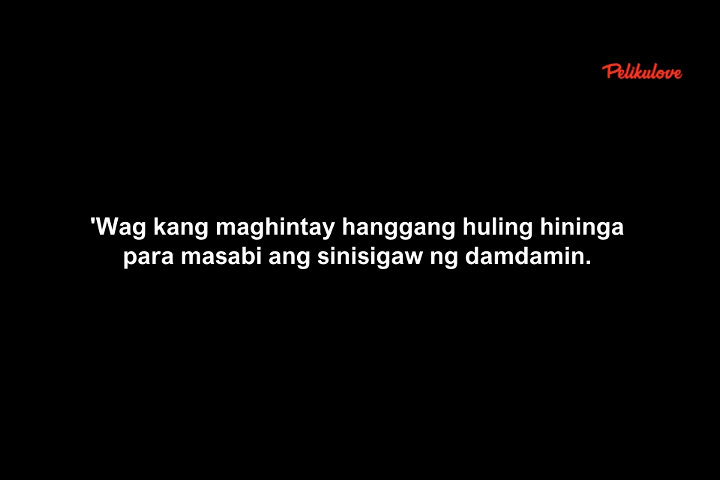 Pelikulove
'Wag kang maghintay hanggang huling hininga
para masabi ang sinisigaw ng damdamin.